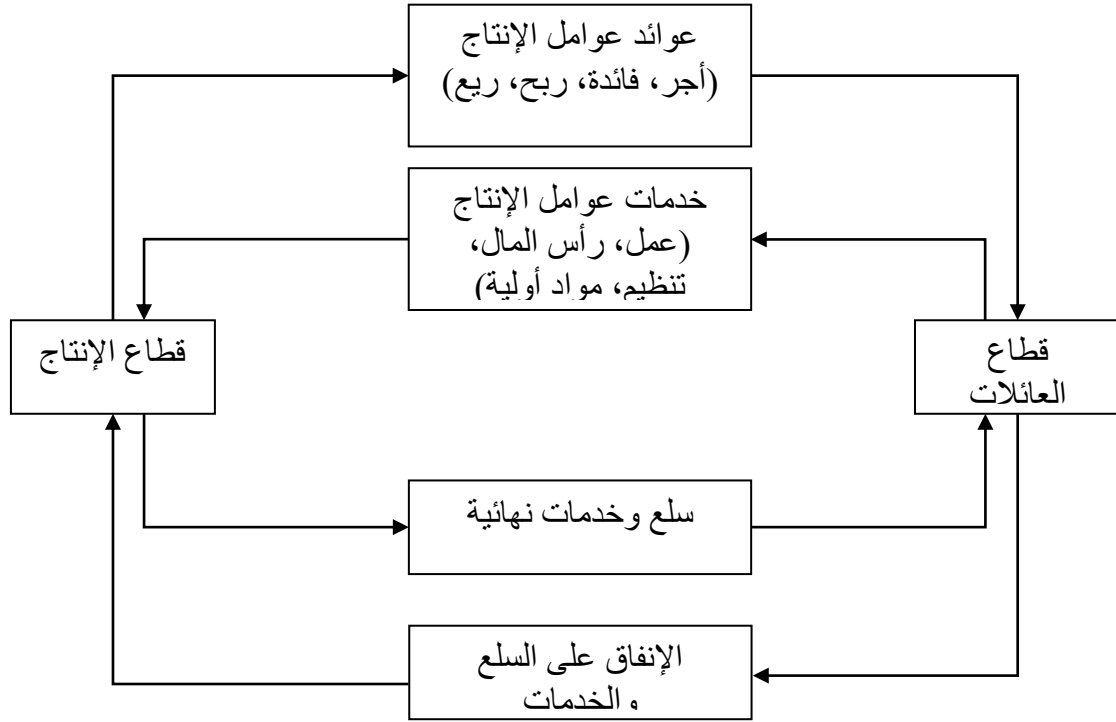 عوائد عوامل الإنتاج
(أجر، فائدة، ربح، ريع)
خدمات عوامل الإنتاج
(عمل، رأس المال،
تنظيم، مواد أولية)
قطاع الإنتاج
قطاع
العائلات
سلع وخدمات نهائية
الإنفاق على السلع
والخدمات